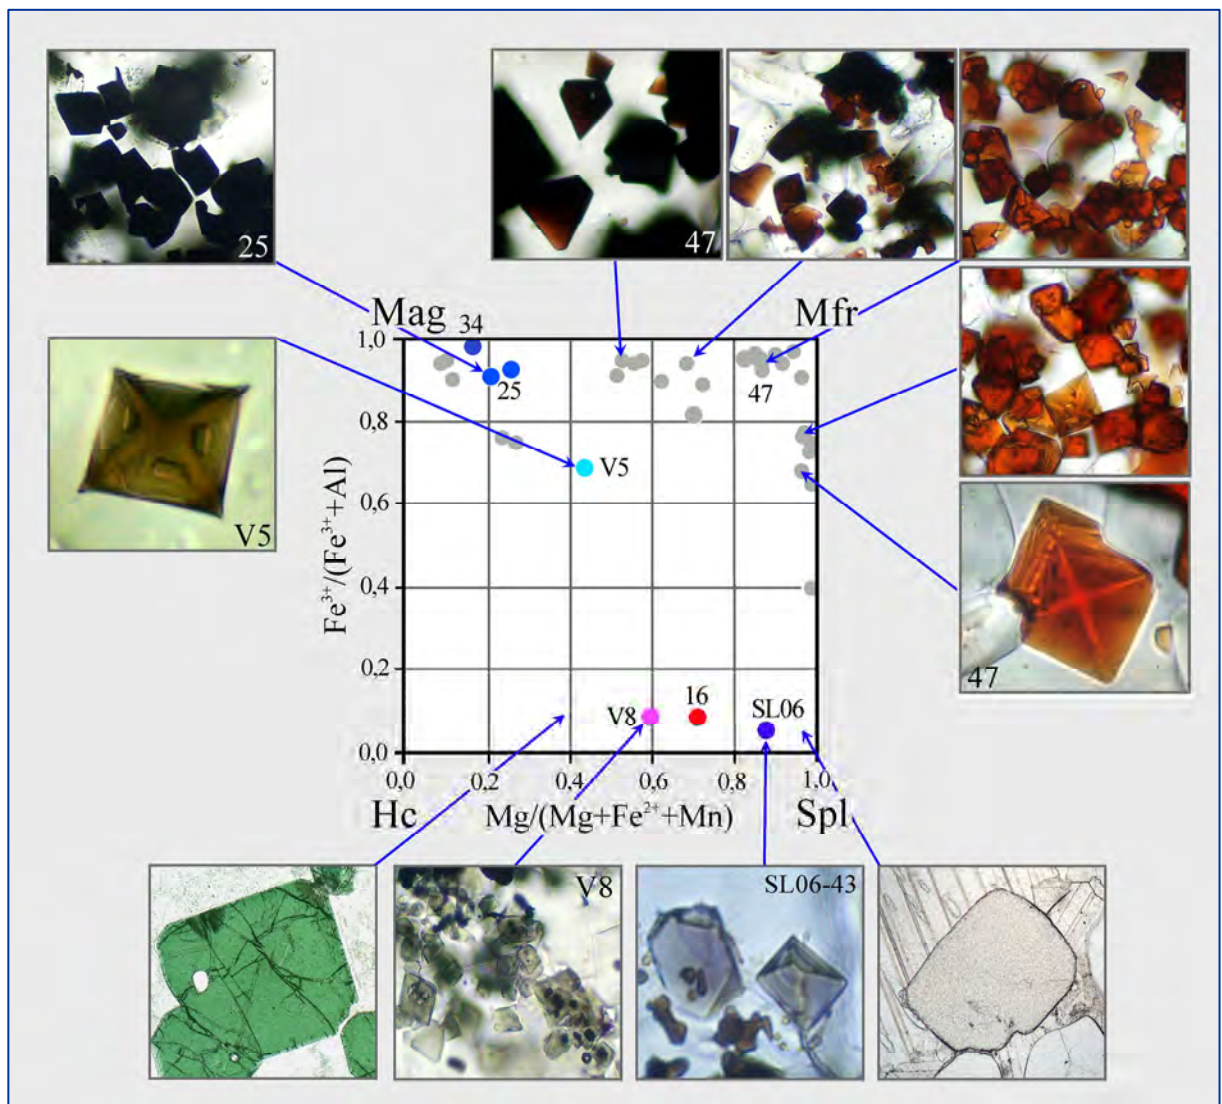 25
47
Mag
Mfr
34
1,0
25
47
V5
0,8
V5
0,6
Fe³⁺/(Fe³⁺+Al)
0,4
47
0,2
V8
16
SL06
0,0
0,0
0,2
0,4
0,6
0,8
1,0
Hc
Mg/(Mg+Fe²⁺+Mn)
Spl
V8
SL06-43